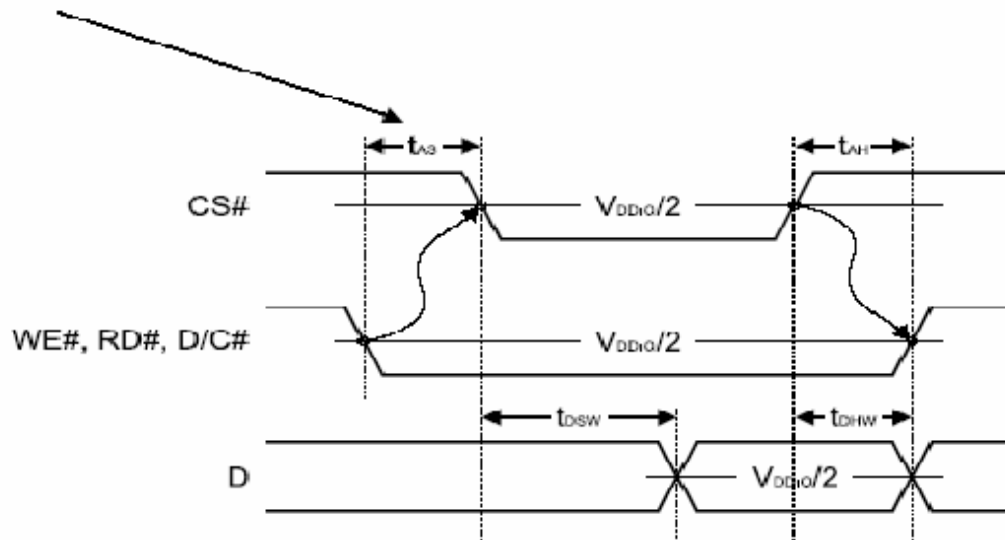 tAS tAH
CS# VDDIO/2
WE#, RD#, D/C# VDDIO/2
tDSW tDHW
D VDDIO/2